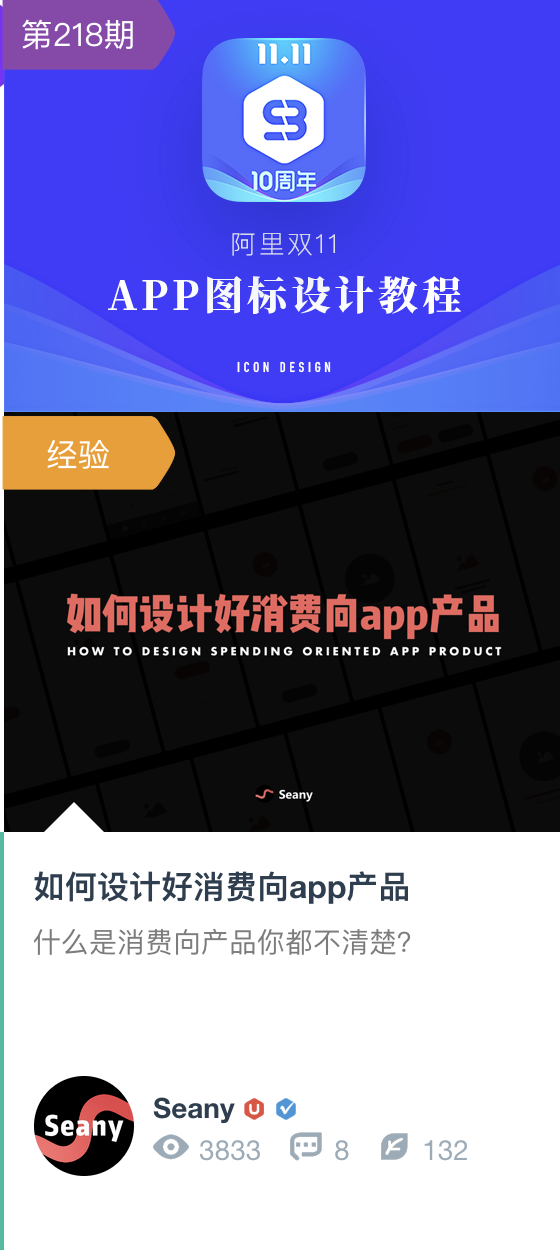 第218期
11.11
10周年
阿里双11
APP图标设计教程
ICON DESIGN
经验
如何设计好消费向app产品
HOW TO DESIGN SPENDING ORIENTED APP PRODUCT
Seany
如何设计好消费向app产品
什么是消费向产品你都不清楚?
Seany
Seany
3833 8 132